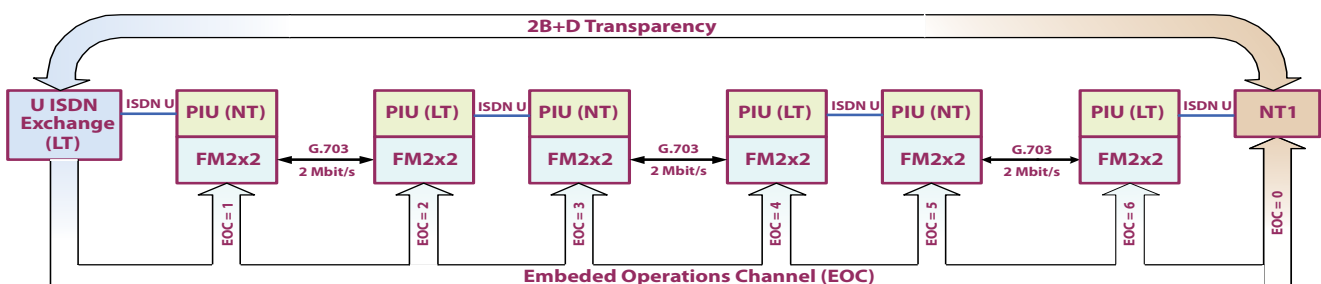 2B+D Transparency
U ISDN
Exchange
(LT)
ISDN U
PIU (NT)
FM2x2
G.703
2 Mbit/s
PIU (LT)
FM2x2
ISDN U
PIU (NT)
FM2x2
G.703
2 Mbit/s
PIU (LT)
FM2x2
ISDN U
PIU (NT)
FM2x2
G.703
2 Mbit/s
PIU (LT)
FM2x2
ISDN U
NT1
EOC = 1
EOC = 2
EOC = 3
EOC = 4
EOC = 5
EOC = 6
EOC = 0
Embeded Operations Channel (EOC)